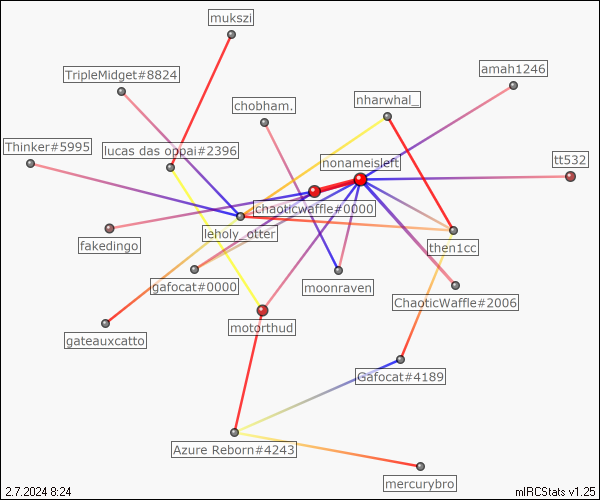 mukszi
amah1246
TripleMidget#8824
nharwhal_
chobham.
Thinker#5995
lucas das oppai#2396
tt532
nonameisleft
chaoticwaffle#0000
leholy_otter
fakedingo
then1cc
gafocat#0000
moonraven
ChaoticWaffle#2006
motorthud
gateauxcatto
Gafocat#4189
Azure Reborn#4243
mercurybro
2.7.2024 8:24
mIRCStats v1.25